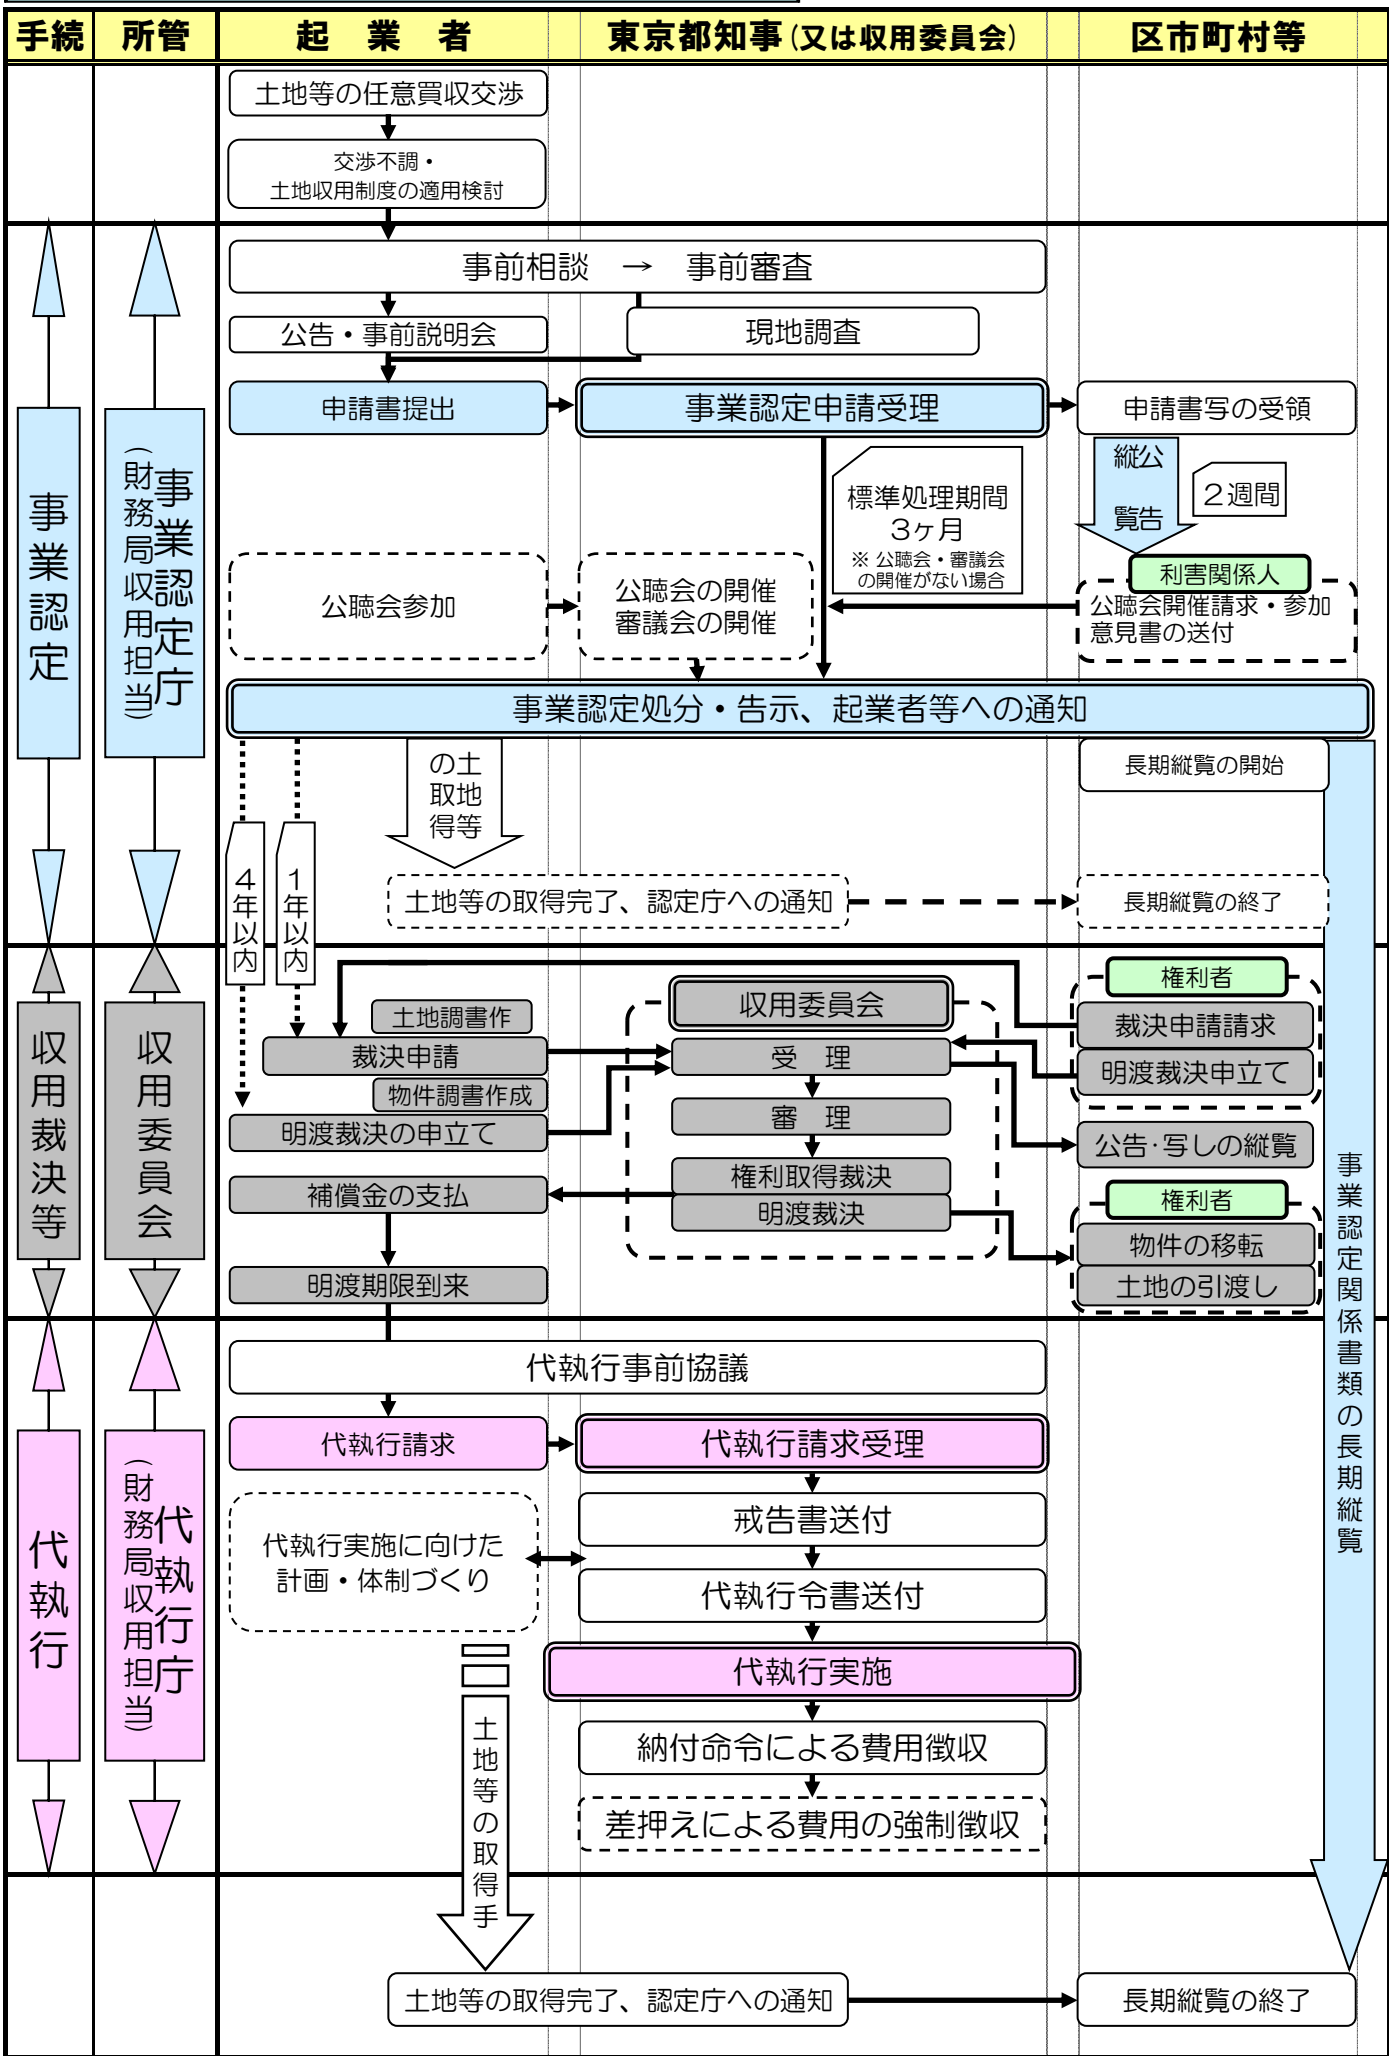 手続
所管
起業者
東京都知事(又は収用委員会)
区市町村等
土地等の任意買収交渉
交渉不調・
土地収用制度の適用検討
事前相談 → 事前審査
公告・事前説明会
現地調査
申請書提出
事業認定申請受理
申請書写の受領
公告
縦覧
2週間
標準処理期間
3ヶ月
※ 公聴会・審議会
の開催がない場合
事業認定
事業認定庁
(財務局収用担当)
公聴会参加
公聴会の開催
審議会の開催
利害関係人
公聴会開催請求・参加
意見書の送付
事業認定処分・告示、起業者等への通知
土地等
の取得
長期縦覧の開始
4年以内
1年以内
土地等の取得完了、認定庁への通知
長期縦覧の終了
収用裁決等
収用委員会
土地調書作
裁決申請
物件調書作成
明渡裁決の申立て
補償金の支払
明渡期限到来
収用委員会
受 理
審 理
権利取得裁決
明渡裁決
権利者
裁決申請請求
明渡裁決申立て
公告・写しの縦覧
権利者
物件の移転
土地の引渡し
事業認定関係書類の長期縦覧
代執行
代執行庁
(財務局収用担当)
代執行事前協議
代執行請求
代執行請求受理
戒告書送付
代執行実施に向けた
計画・体制づくり
代執行令書送付
代執行実施
納付命令による費用徴収
差押えによる費用の強制徴収
土地等の取得手
土地等の取得完了、認定庁への通知
長期縦覧の終了